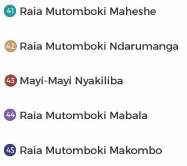 41 Raia Mutomboki Maheshe
42 Raia Mutomboki Ndarumanga
43 Mayi-Mayi Nyakiliba
44 Raia Mutomboki Mabala
45 Raia Mutomboki Makombo